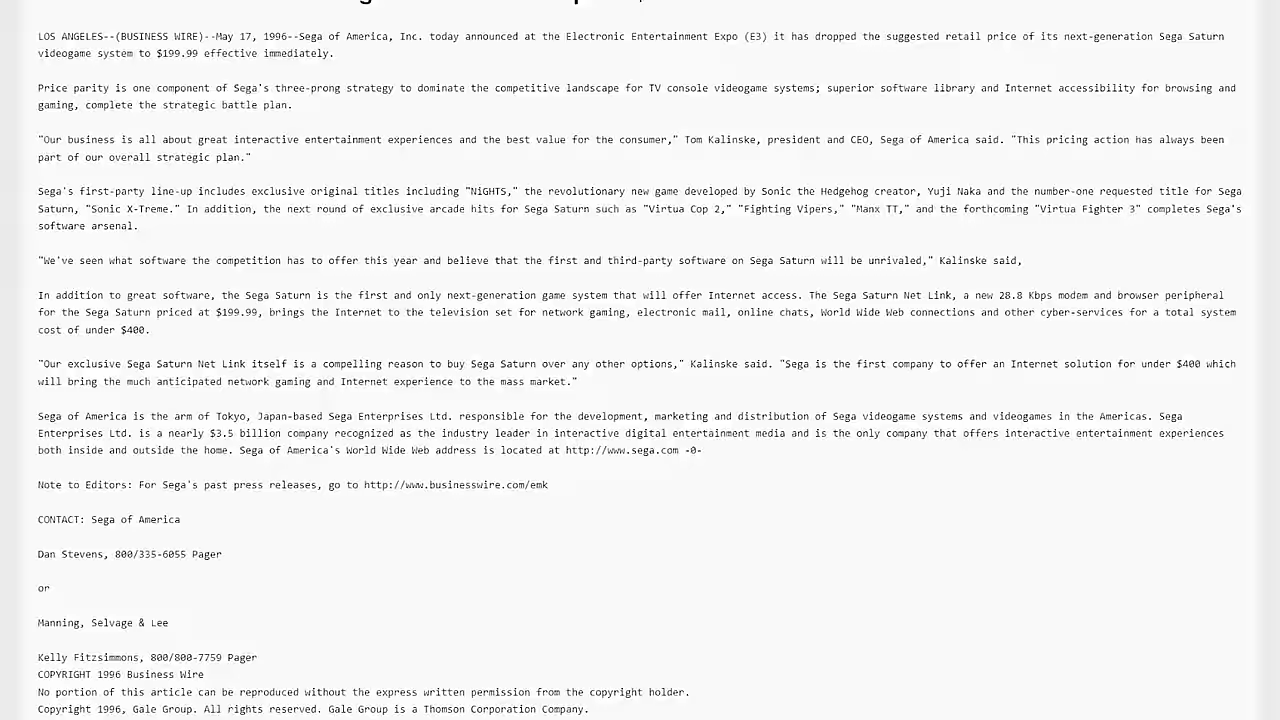 LOS ANGELES--(BUSINESS WIRE)--May 17, 1996--Sega of America, Inc. today announced at the Electronic Entertainment Expo (E3) it has dropped the suggested retail price of its next-generation Sega Saturn
videogame system to $199.99 effective immediately.
Price parity is one component of Sega's three-prong strategy to dominate the competitive landscape for TV console videogame systems; superior software library and Internet accessibility for browsing and
gaming, complete the strategic battle plan.
"Our business is all about great interactive entertainment experiences and the best value for the consumer," Tom Kalinske, president and CEO, Sega of America said. "This pricing action has always been
part of our overall strategic plan."
Sega's first-party line-up includes exclusive original titles including "NiGHTS," the revolutionary new game developed by Sonic the Hedgehog creator, Yuji Naka and the number-one requested title for Sega
Saturn, "Sonic X-Treme." In addition, the next round of exclusive arcade hits for Sega Saturn such as "Virtua Cop 2," "Fighting Vipers," "Manx TT," and the forthcoming "Virtua Fighter 3" completes Sega's
software arsenal.
"We've seen what software the competition has to offer this year and believe that the first and third-party software on Sega Saturn will be unrivaled," Kalinske said,
In addition to great software, the Sega Saturn is the first and only next-generation game system that will offer Internet access. The Sega Saturn Net Link, a new 28.8 Kbps modem and browser peripheral
for the Sega Saturn priced at $199.99, brings the Internet to the television set for network gaming, electronic mail, online chats, World Wide Web connections and other cyber-services for a total system
cost of under $400.
"Our exclusive Sega Saturn Net Link itself is a compelling reason to buy Sega Saturn over any other options," Kalinske said. "Sega is the first company to offer an Internet solution for under $400 which
will bring the much anticipated network gaming and Internet experience to the mass market."
Sega of America is the arm of Tokyo, Japan-based Sega Enterprises Ltd. responsible for the development, marketing and distribution of Sega videogame systems and videogames in the Americas. Sega
Enterprises Ltd. is a nearly $3.5 billion company recognized as the industry leader in interactive digital entertainment media and is the only company that offers interactive entertainment experiences
both inside and outside the home. Sega of America's World Wide Web address is located at http://www.sega.com -0-
Note to Editors: For Sega's past press releases, go to http://www.businesswire.com/emk
CONTACT: Sega of America
Dan Stevens, 800/335-6055 Pager
or
Manning, Selvage & Lee
Kelly Fitzsimmons, 800/800-7759 Pager
COPYRIGHT 1996 Business Wire
No portion of this article can be reproduced without the express written permission from the copyright holder.
Copyright 1996, Gale Group. All rights reserved. Gale Group is a Thomson Corporation Company.